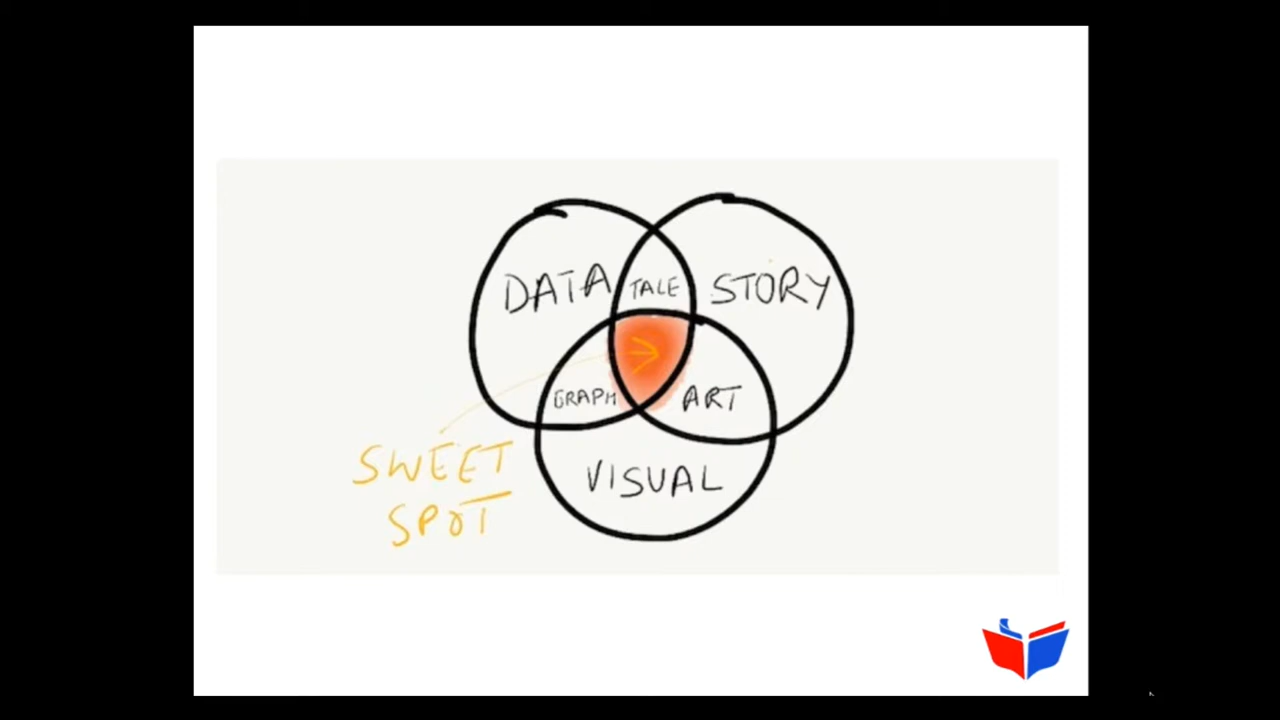 DATA TALE STORY
GRAPH ART
SWEET
SPOT
VISUAL